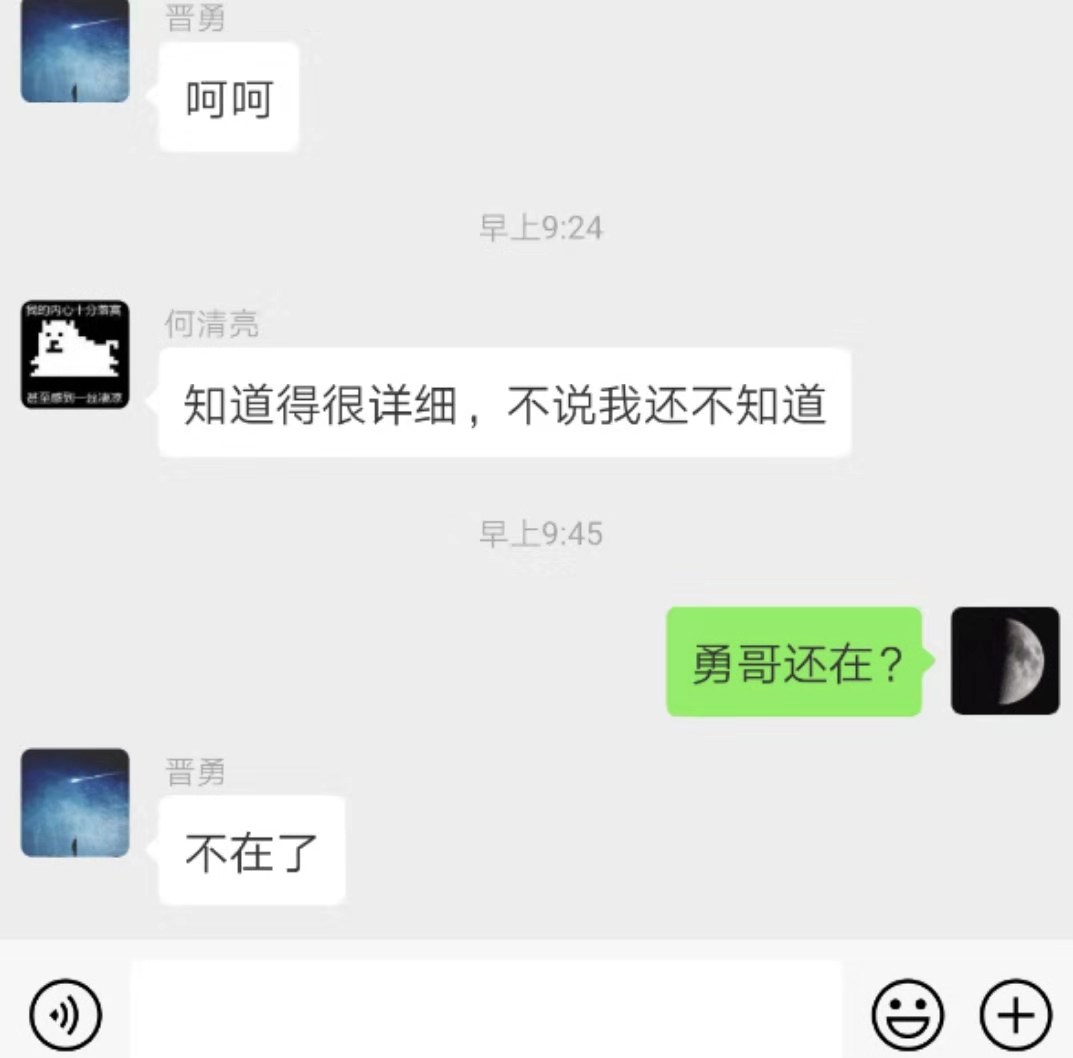 晋勇
呵呵
早上9:24
我的内心十分落寞
何清亮
知道得很详细，不说我还不知道
甚至感到一丝凄凉
早上9:45
勇哥还在？
晋勇
不在了